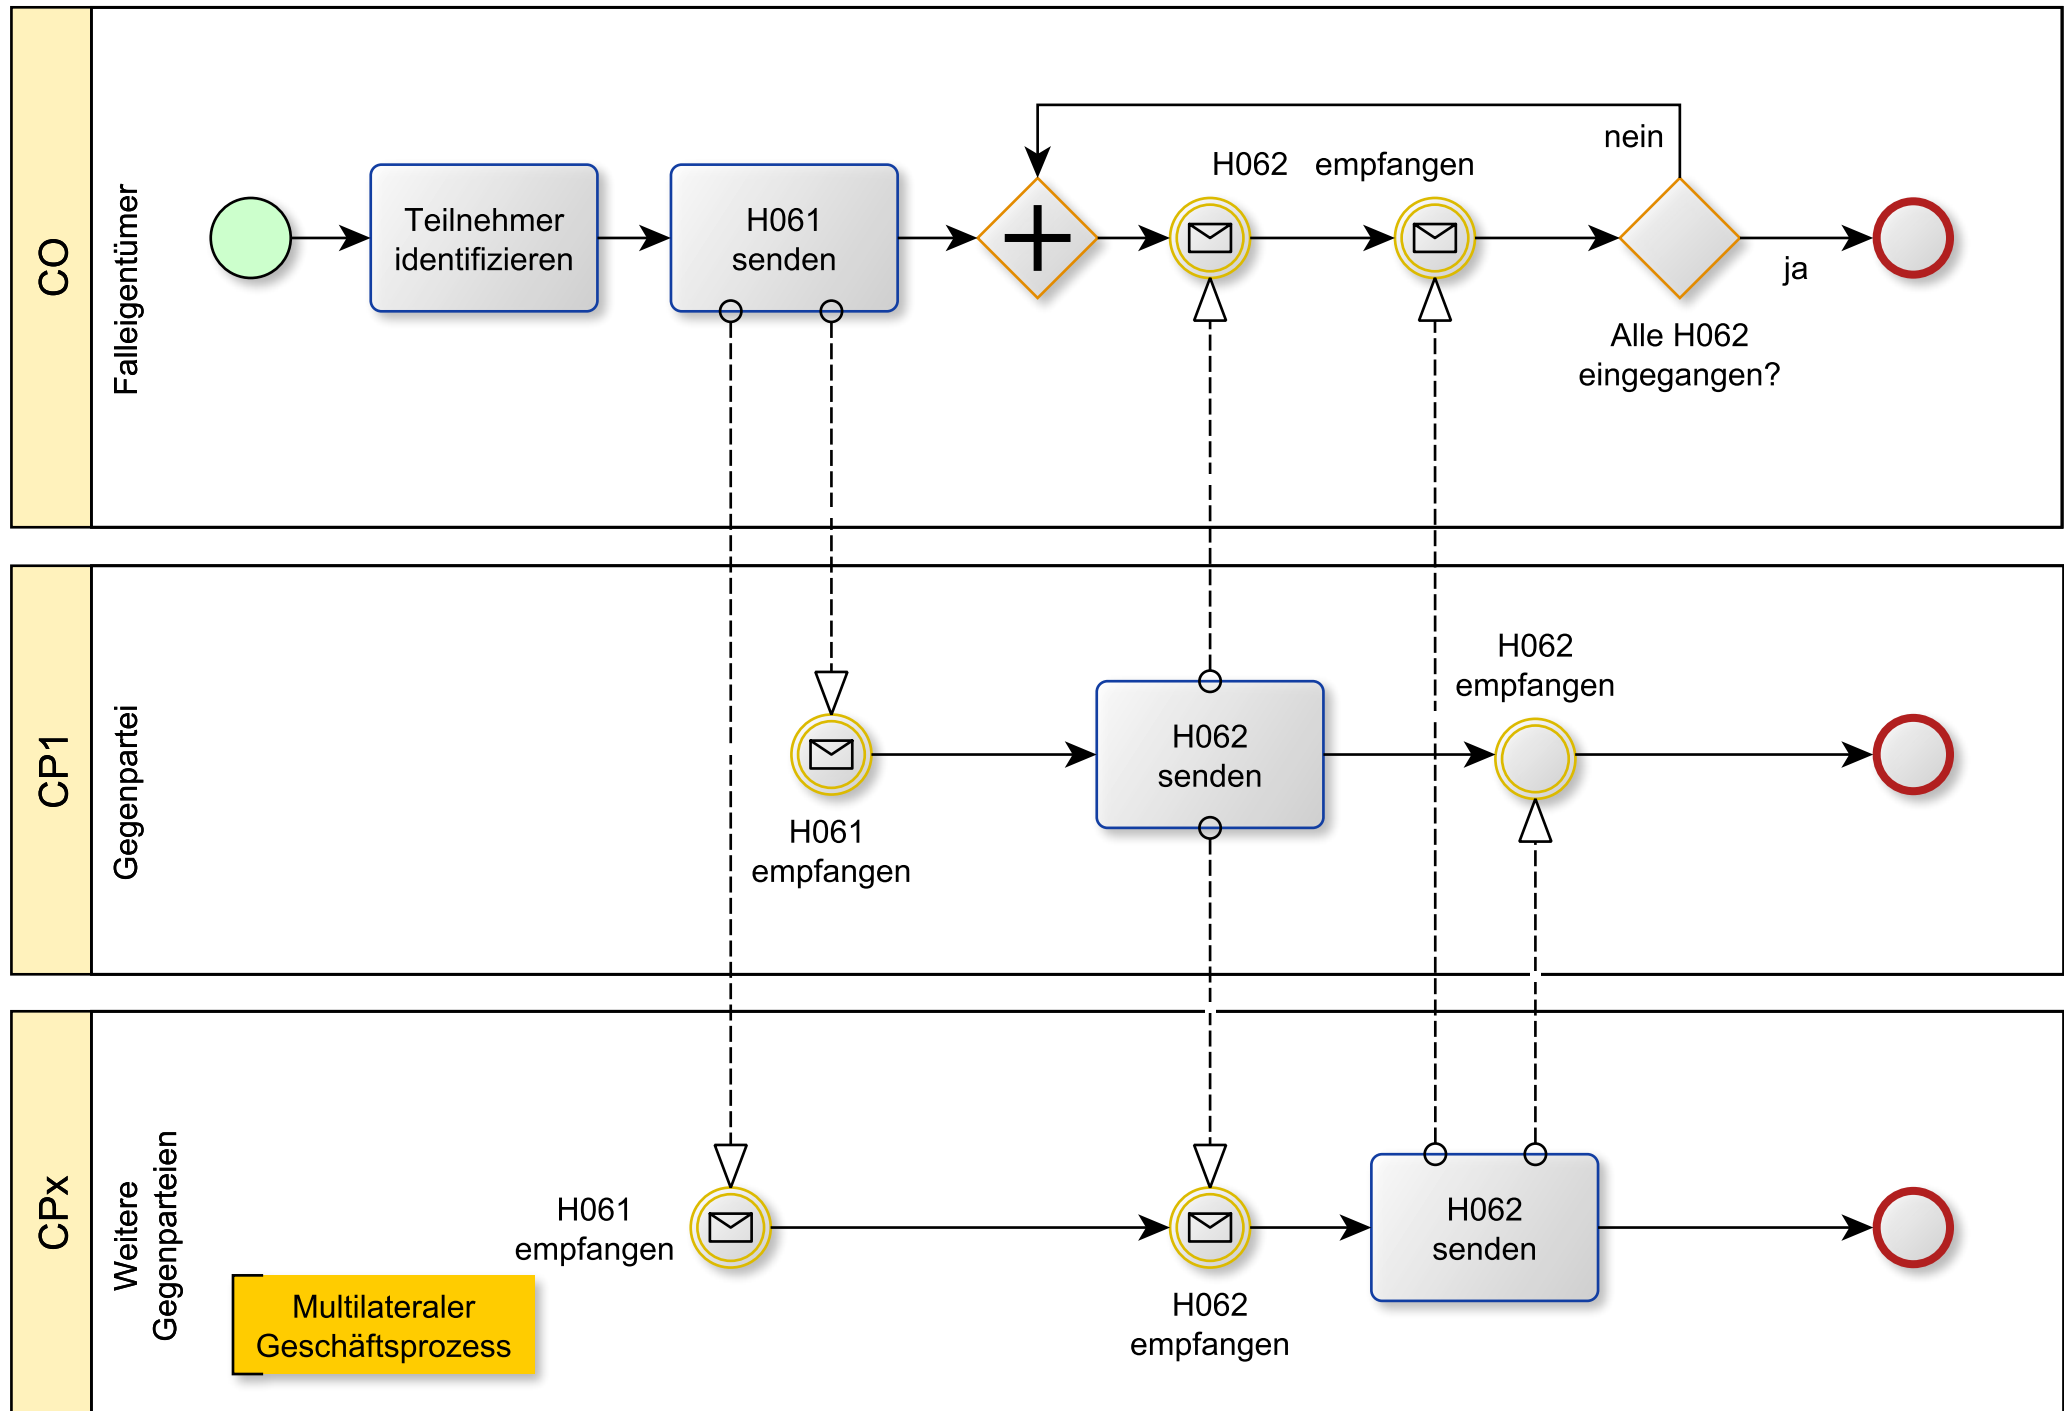 CO
Falleigentümer
Teilnehmer
identifizieren
H061
senden
H062 empfangen
nein
ja
Alle H062
eingegangen?
CP1
Gegenpartei
H061
empfangen
H062
senden
H062
empfangen
CPx
Weitere
Gegenparteien
H061
empfangen
H062
empfangen
H062
senden
Multilateraler
Geschäftsprozess